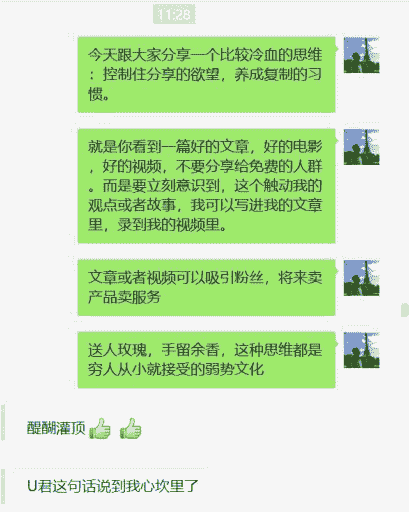 11:28
今天跟大家分享一个比较冷血的思维
：控制住分享的欲望，养成复制的习
惯。
就是你看到一篇好的文章，好的电影
，好的视频，不要分享给免费的人群
。而是要立刻意识到，这个触动我的
观点或者故事，我可以写进我的文章
里，录到我的视频里。
文章或者视频可以吸引粉丝，将来卖
产品卖服务
送人玫瑰，手留余香，这种思维都是
穷人从小就接受的弱势文化
醍醐灌顶👍 👍
U君这句话说到我心坎里了